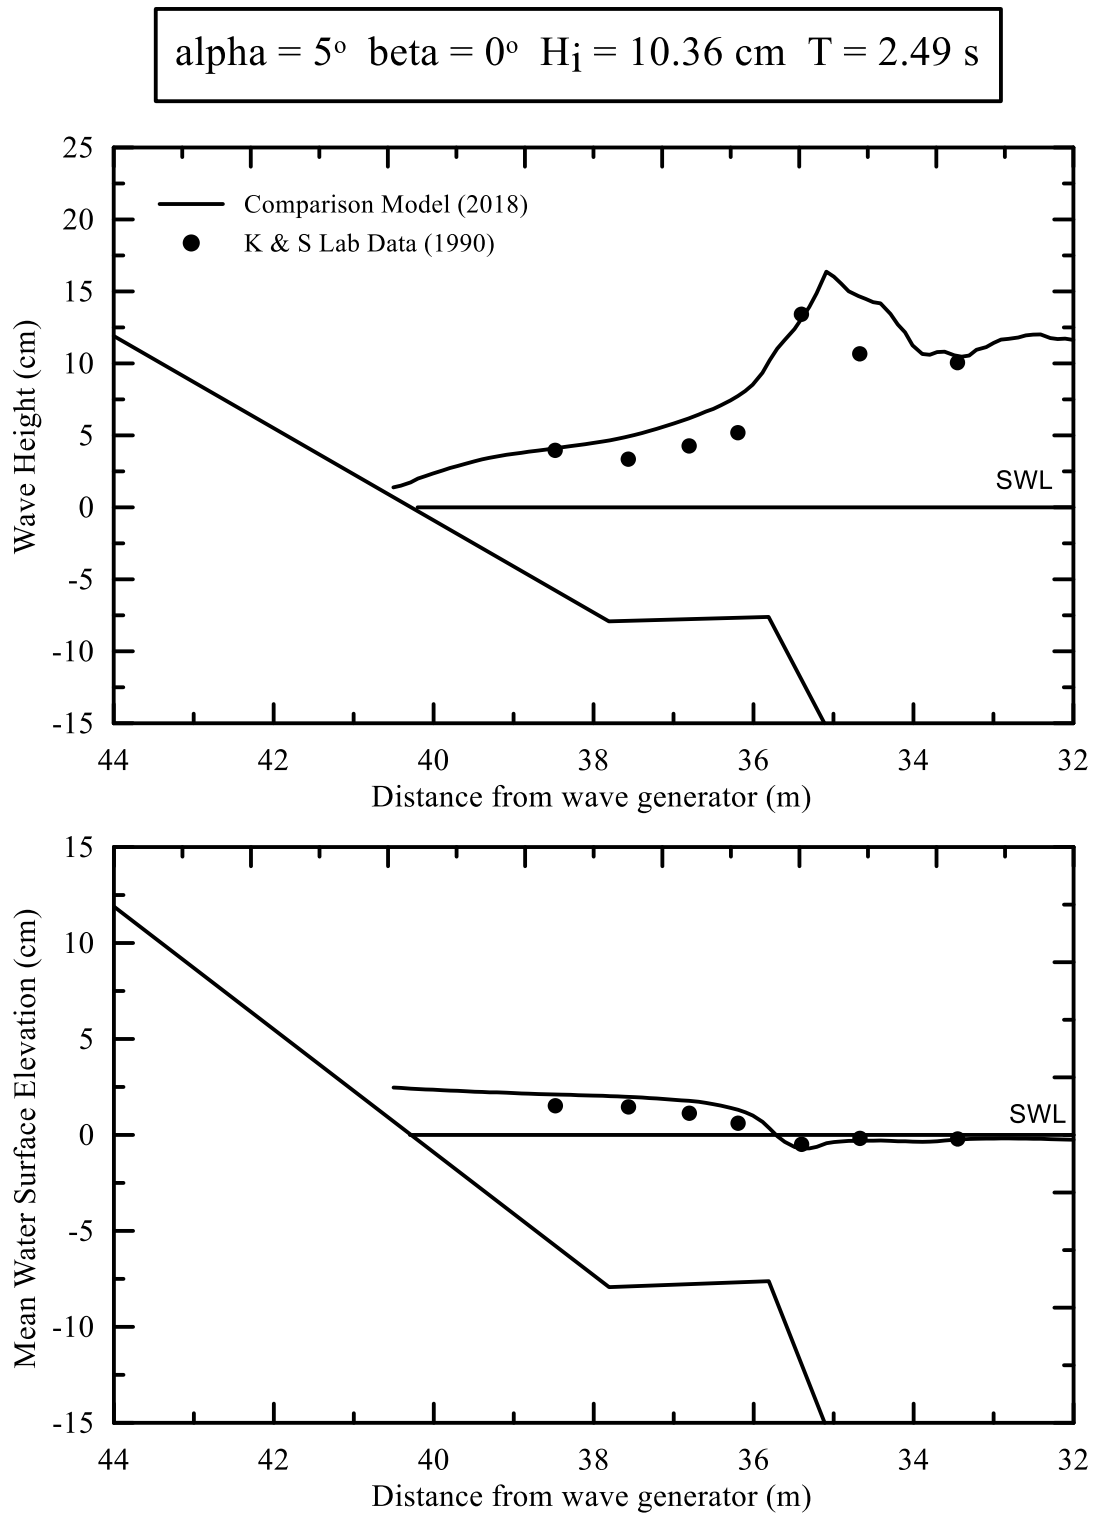 alpha = 5º  beta = 0º  Hi = 10.36 cm  T = 2.49 s
25
20
15
10
5
0
-5
-10
-15
Wave Height (cm)
Comparison Model (2018)
K & S Lab Data (1990)
SWL
44 42 40 38 36 34 32
Distance from wave generator (m)
15
10
5
0
-5
-10
-15
Mean Water Surface Elevation (cm)
SWL
44 42 40 38 36 34 32
Distance from wave generator (m)